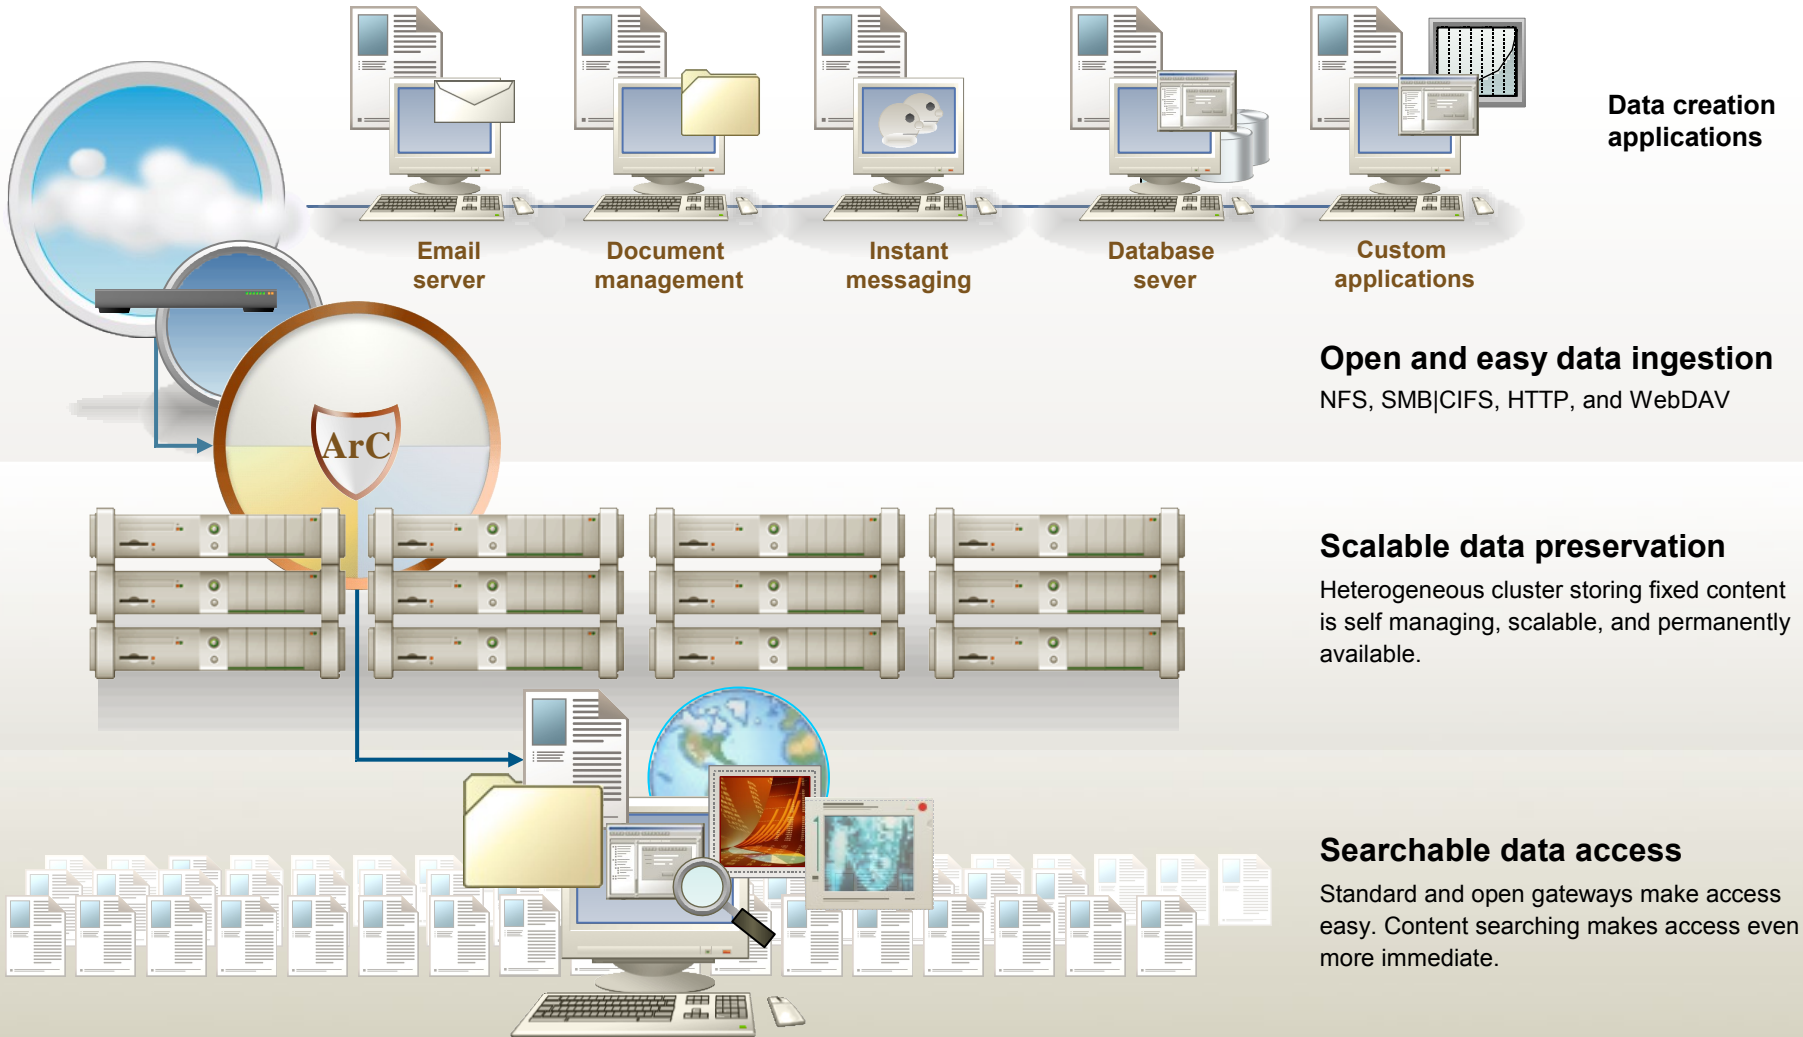 Data creation
applications
Email
server
Document
management
Instant
messaging
Database
sever
Custom
applications
Open and easy data ingestion
NFS, SMB|CIFS, HTTP, and WebDAV
ArC
Scalable data preservation
Heterogeneous cluster storing fixed content
is self managing, scalable, and permanently
available.
Searchable data access
Standard and open gateways make access
easy. Content searching makes access even
more immediate.